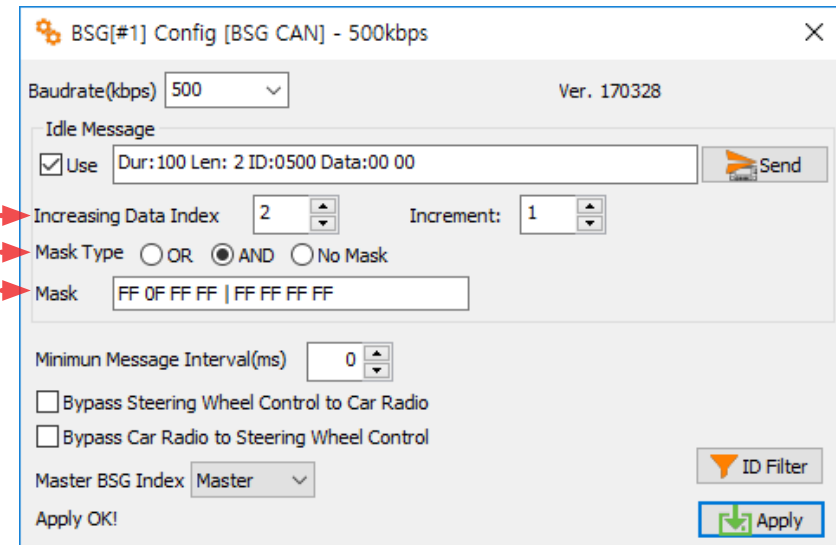 BSG[#1] Config [BSG CAN] - 500kbps
Baudrate(kbps) 500 Ver. 170328
Idle Message
Use Dur:100 Len: 2 ID:0500 Data:00 00 Send
Increasing Data Index 2 Increment: 1
Mask Type OR AND No Mask
Mask FF 0F FF FF | FF FF FF FF
Minimun Message Interval(ms) 0
Bypass Steering Wheel Control to Car Radio
Bypass Car Radio to Steering Wheel Control
ID Filter
Master BSG Index Master
Apply OK! Apply